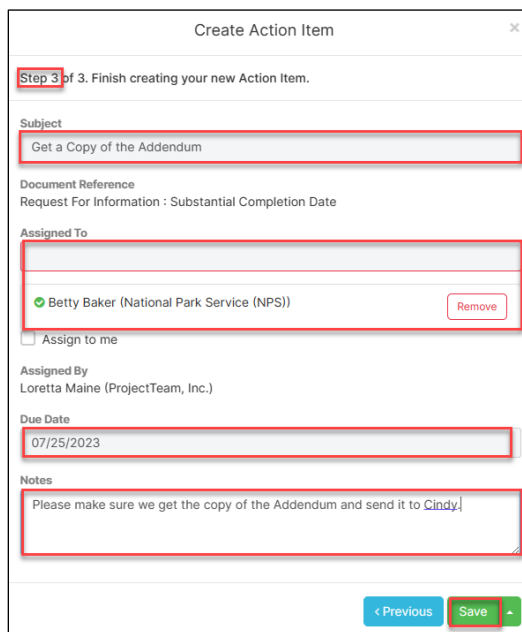 Create Action Item
×
Step 3 of 3. Finish creating your new Action Item.
Subject
Get a Copy of the Addendum
Document Reference
Request For Information : Substantial Completion Date
Assigned To
Betty Baker (National Park Service (NPS))
Remove
Assign to me
Assigned By
Loretta Maine (ProjectTeam, Inc.)
Due Date
07/25/2023
Notes
Please make sure we get the copy of the Addendum and send it to Cindy.
‹ Previous
Save